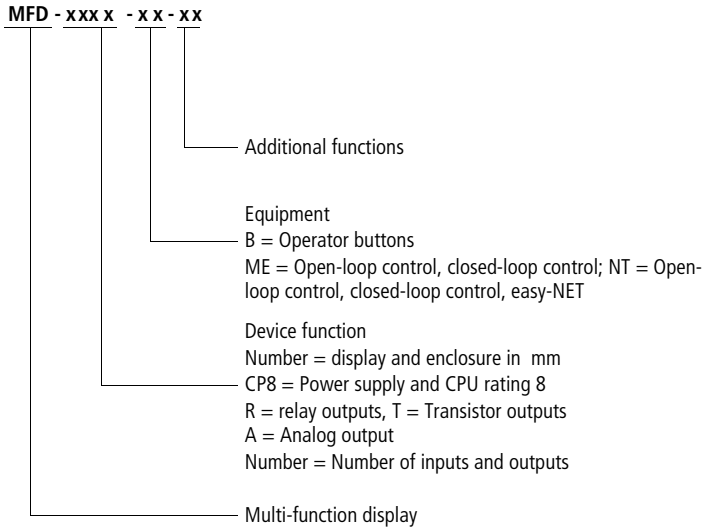 MFD - x x x x - x x - x x
Additional functions
Equipment
B = Operator buttons
ME = Open-loop control, closed-loop control; NT = Open-
loop control, closed-loop control, easy-NET
Device function
Number = display and enclosure in mm
CP8 = Power supply and CPU rating 8
R = relay outputs, T = Transistor outputs
A = Analog output
Number = Number of inputs and outputs
Multi-function display